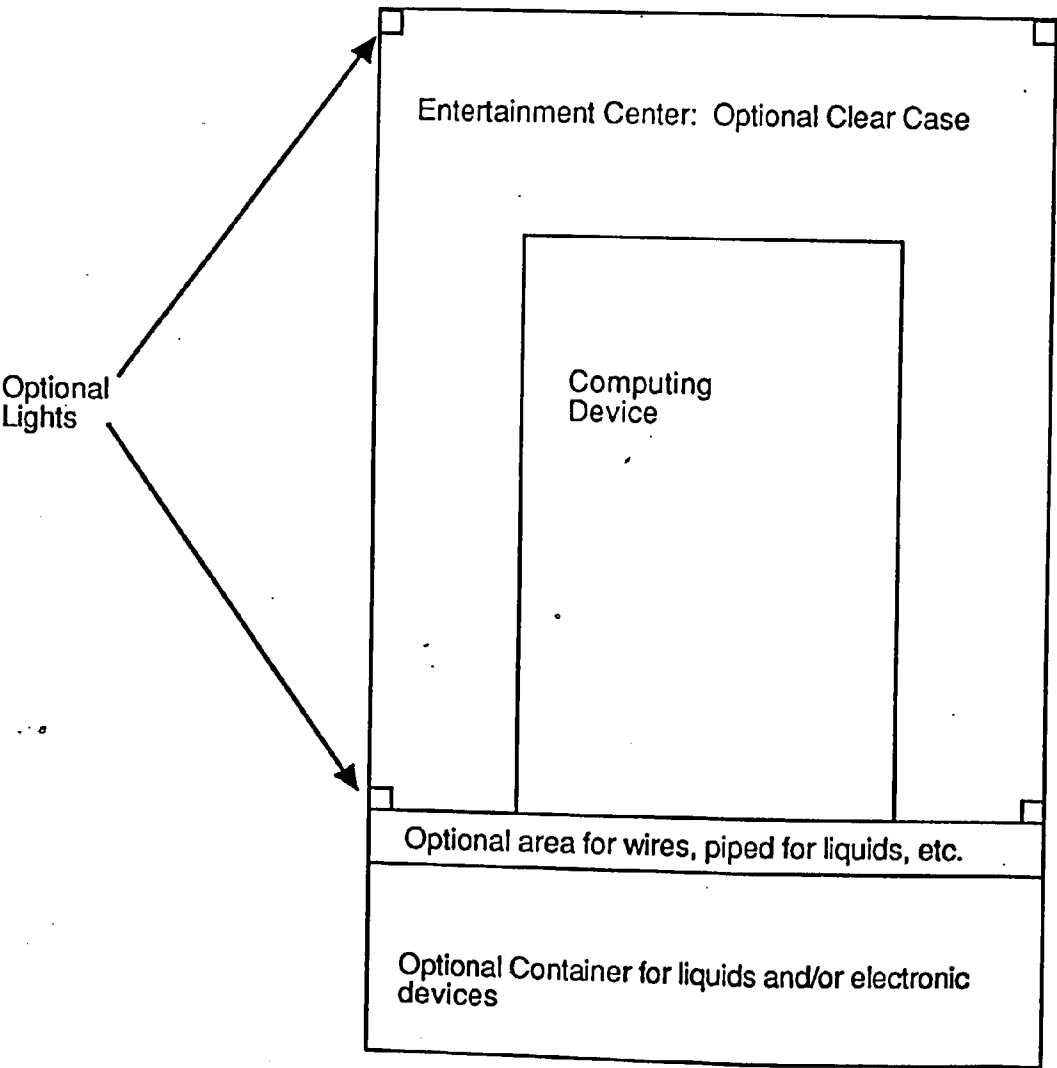 Entertainment Center: Optional Clear Case
Optional
Lights
Computing
Device
Optional area for wires, piped for liquids, etc.
Optional Container for liquids and/or electronic
devices